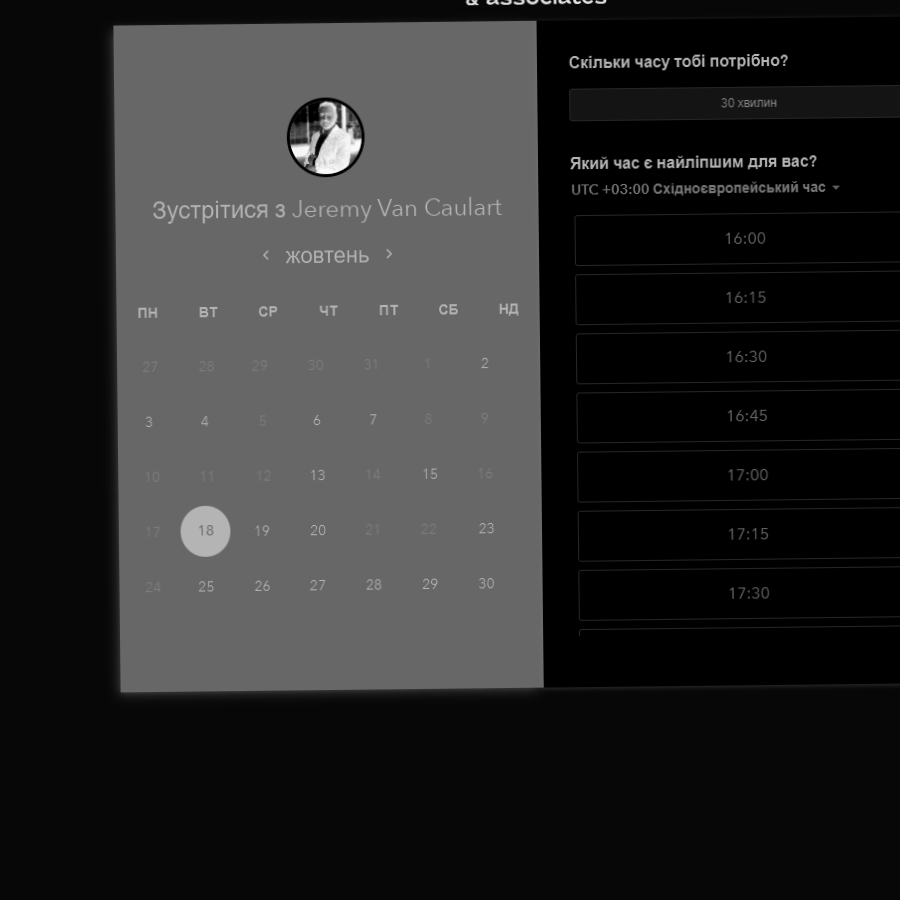 & associates
Зустрітися з Jeremy Van Caulart
жовтень
ПН ВТ СР ЧТ ПТ СБ НД
27 28 29 30 31 1 2
3 4 5 6 7 8 9
10 11 12 13 14 15 16
17 18 19 20 21 22 23
24 25 26 27 28 29 30
Скільки часу тобі потрібно?
30 хвилин
Який час є найліпшим для вас?
UTC +03:00 Східноєвропейський час
16:00
16:15
16:30
16:45
17:00
17:15
17:30